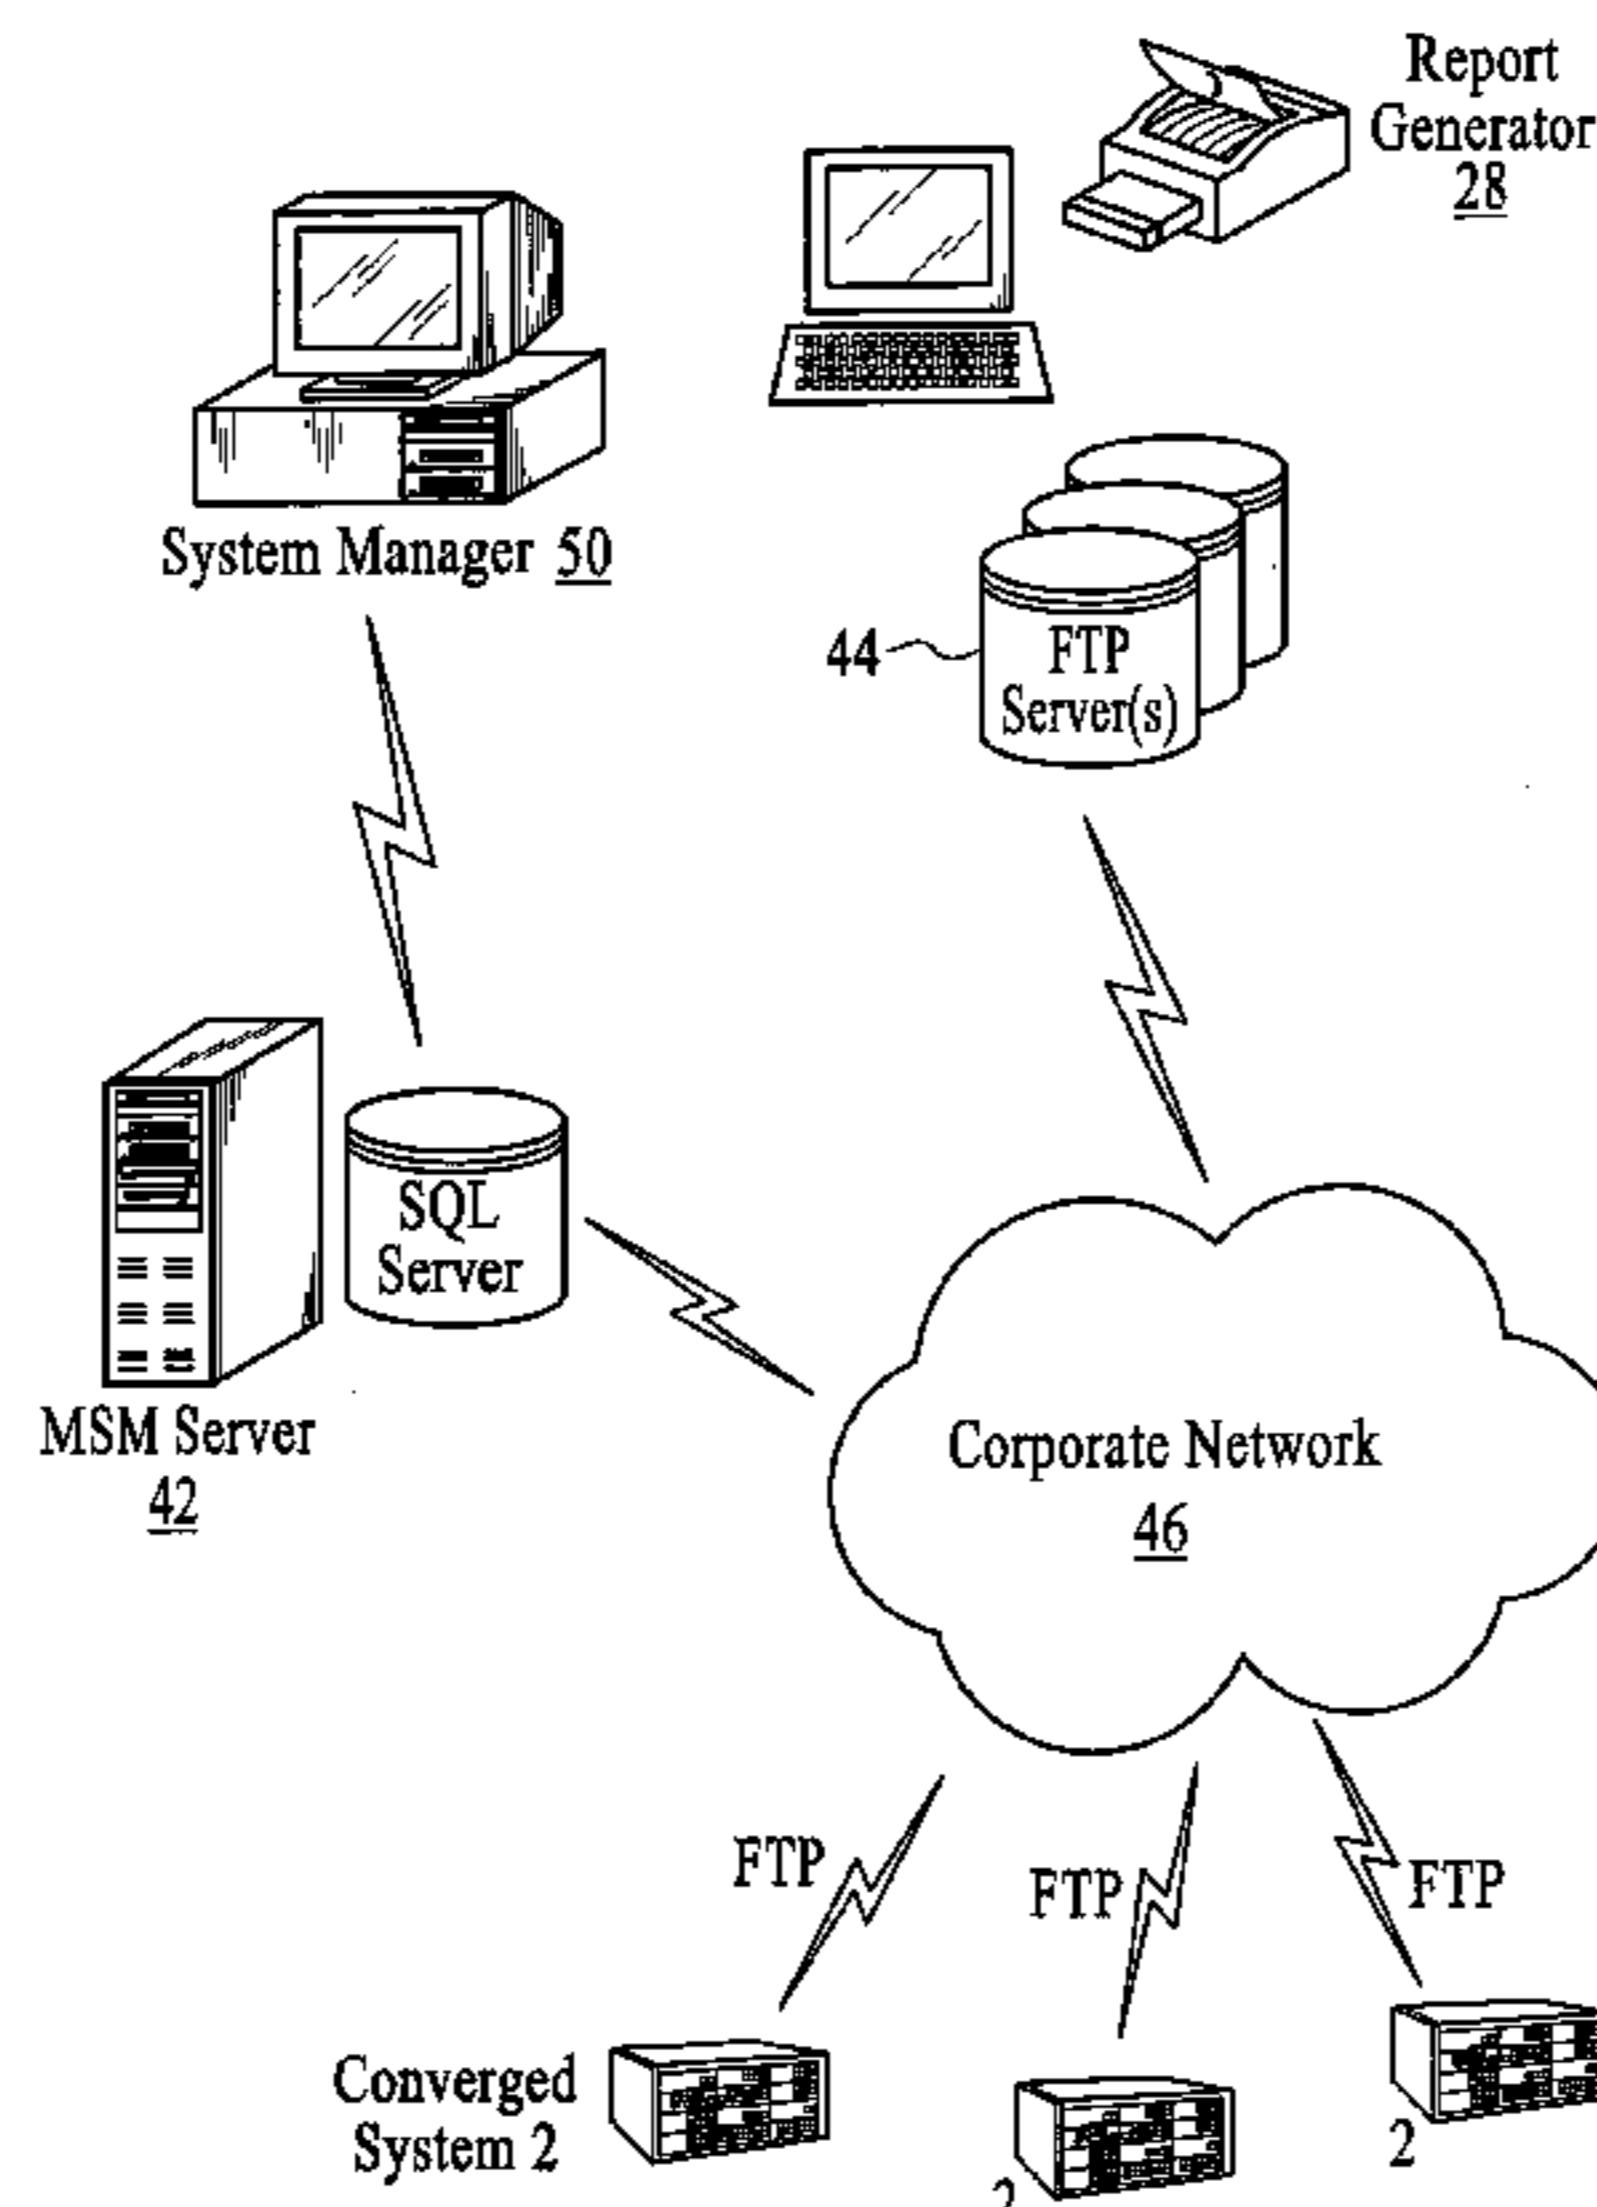 Report
Generator
28
System Manager 50
44
FTP
Server(s)
SQL
Server
MSM Server
42
Corporate Network
46
FTP
FTP
FTP
Converged
System 2
2
2